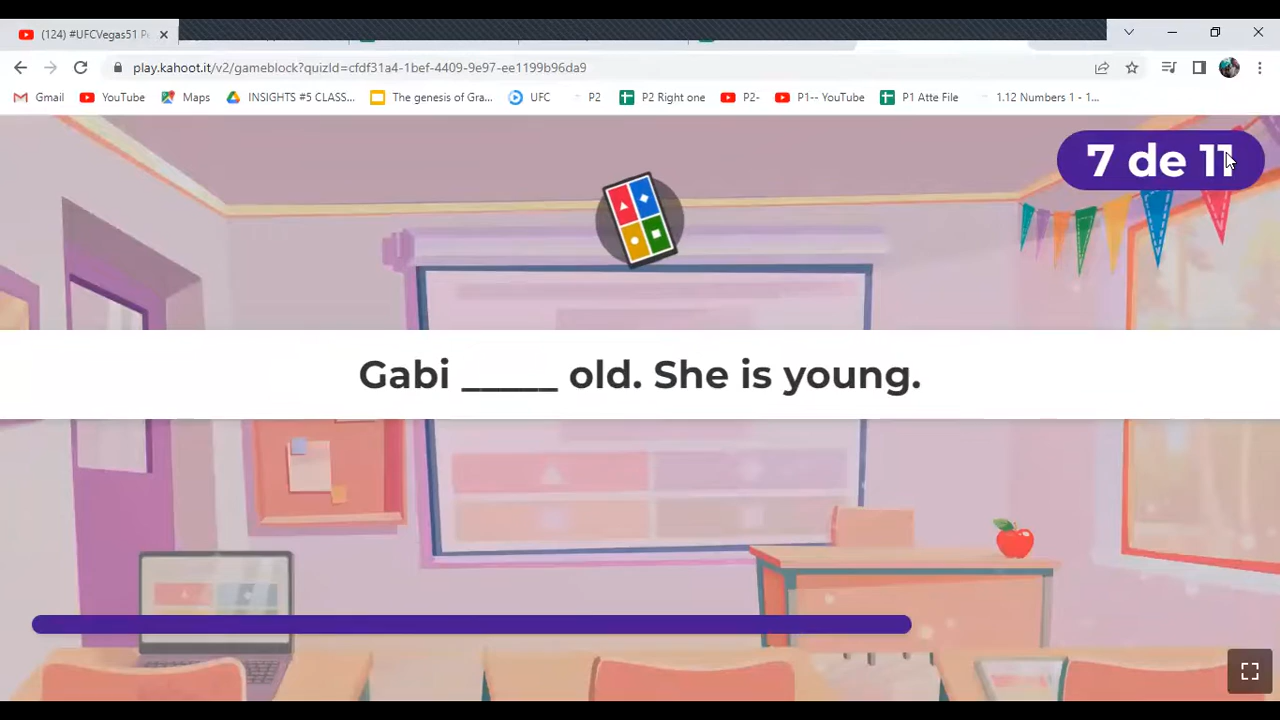 (124) #UFCVegas51 Pe
play.kahoot.it/v2/gameblock?quizId=cfdf31a4-1bef-4409-9e97-ee1199b96da9
Gmail YouTube Maps INSIGHTS #5 CLASS... The genesis of Gra... UFC P2 P2 Right one P2- P1-- YouTube P1 Atte File 1.12 Numbers 1 - 1...
7 de 11
Gabi _____ old. She is young.